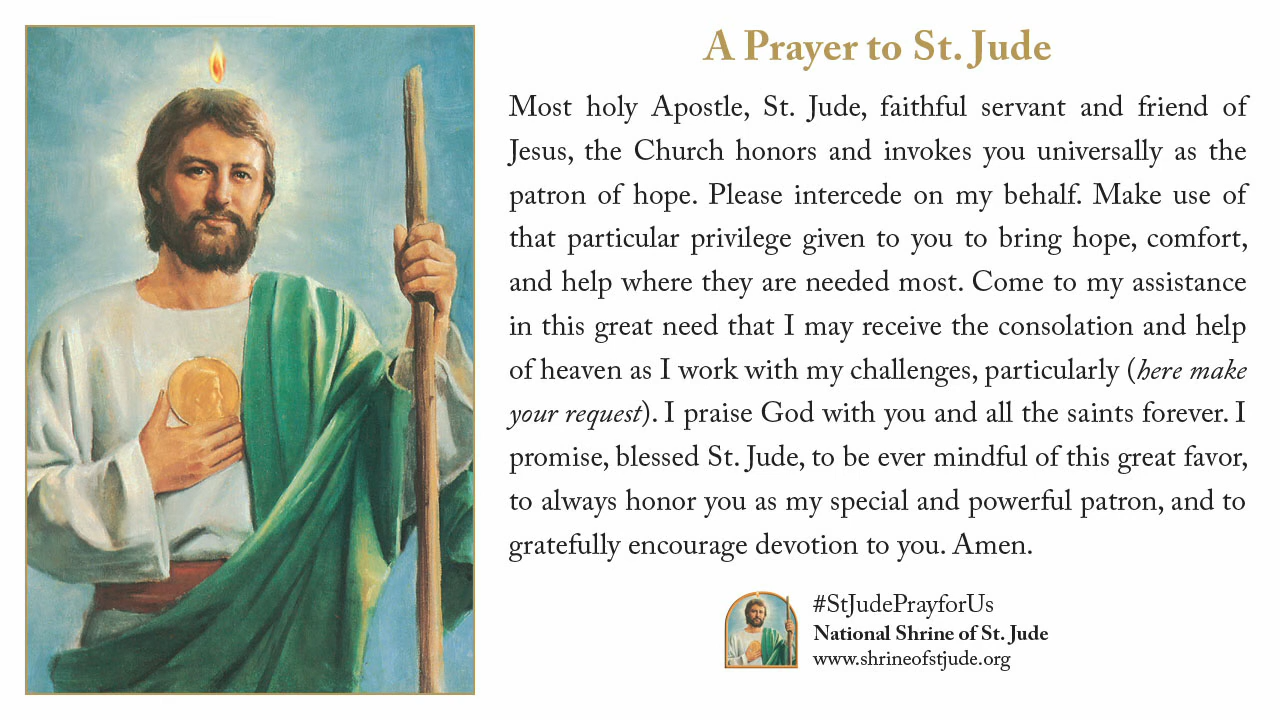 A Prayer to St. Jude
Most holy Apostle, St. Jude, faithful servant and friend of
Jesus, the Church honors and invokes you universally as the
patron of hope. Please intercede on my behalf. Make use of
that particular privilege given to you to bring hope, comfort,
and help where they are needed most. Come to my assistance
in this great need that I may receive the consolation and help
of heaven as I work with my challenges, particularly (here make
your request). I praise God with you and all the saints forever. I
promise, blessed St. Jude, to be ever mindful of this great favor,
to always honor you as my special and powerful patron, and to
gratefully encourage devotion to you. Amen.
#StJudePrayforUs
National Shrine of St. Jude
www.shrineofstjude.org